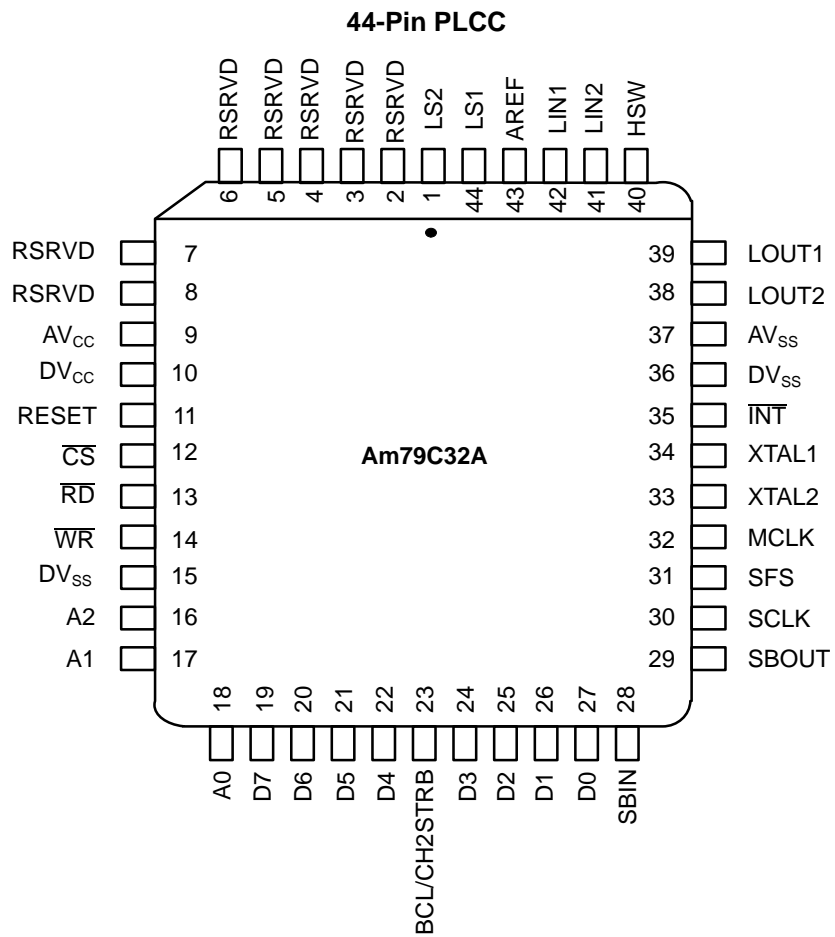 44-Pin PLCC
RSRVD
RSRVD
RSRVD
RSRVD
RSRVD
LS2
LS1
AREF
LIN1
LIN2
HSW
6
5
4
3
2
1
44
43
42
41
40
RSRVD 7
RSRVD 8
AVCC 9
DVCC 10
RESET 11
C̅S̅ 12
R̅D̅ 13
W̅R̅ 14
DVSS 15
A2 16
A1 17
Am79C32A
39 LOUT1
38 LOUT2
37 AVSS
36 DVSS
35 I̅N̅T̅
34 XTAL1
33 XTAL2
32 MCLK
31 SFS
30 SCLK
29 SBOUT
18
19
20
21
22
23
24
25
26
27
28
A0
D7
D6
D5
D4
BCL/CH2STRB
D3
D2
D1
D0
SBIN